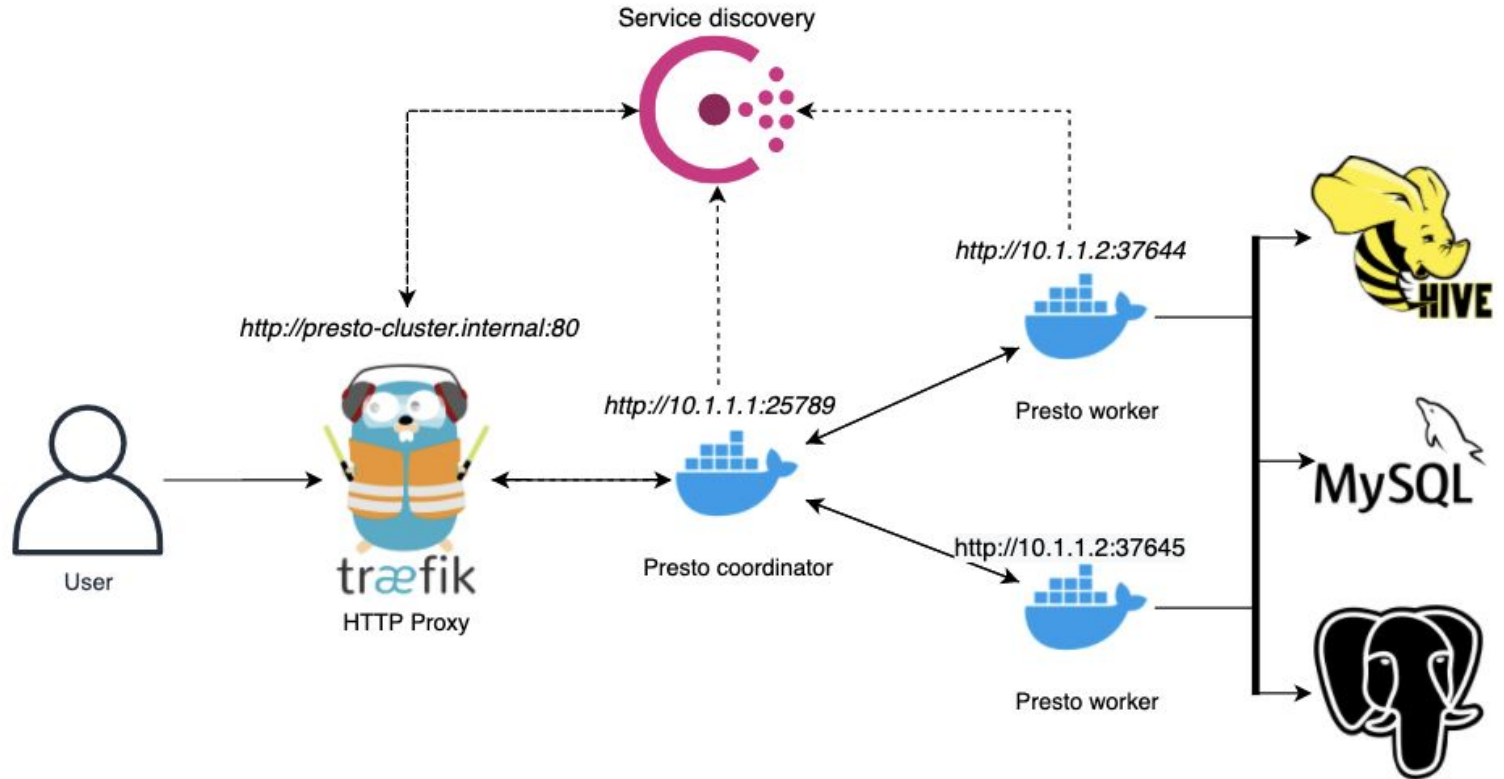 Service discovery
http://10.1.1.2:37644
HIVE
http://presto-cluster.internal:80
http://10.1.1.1:25789
Presto worker
MySQL
http://10.1.1.2:37645
User
træfik
Presto coordinator
HTTP Proxy
Presto worker